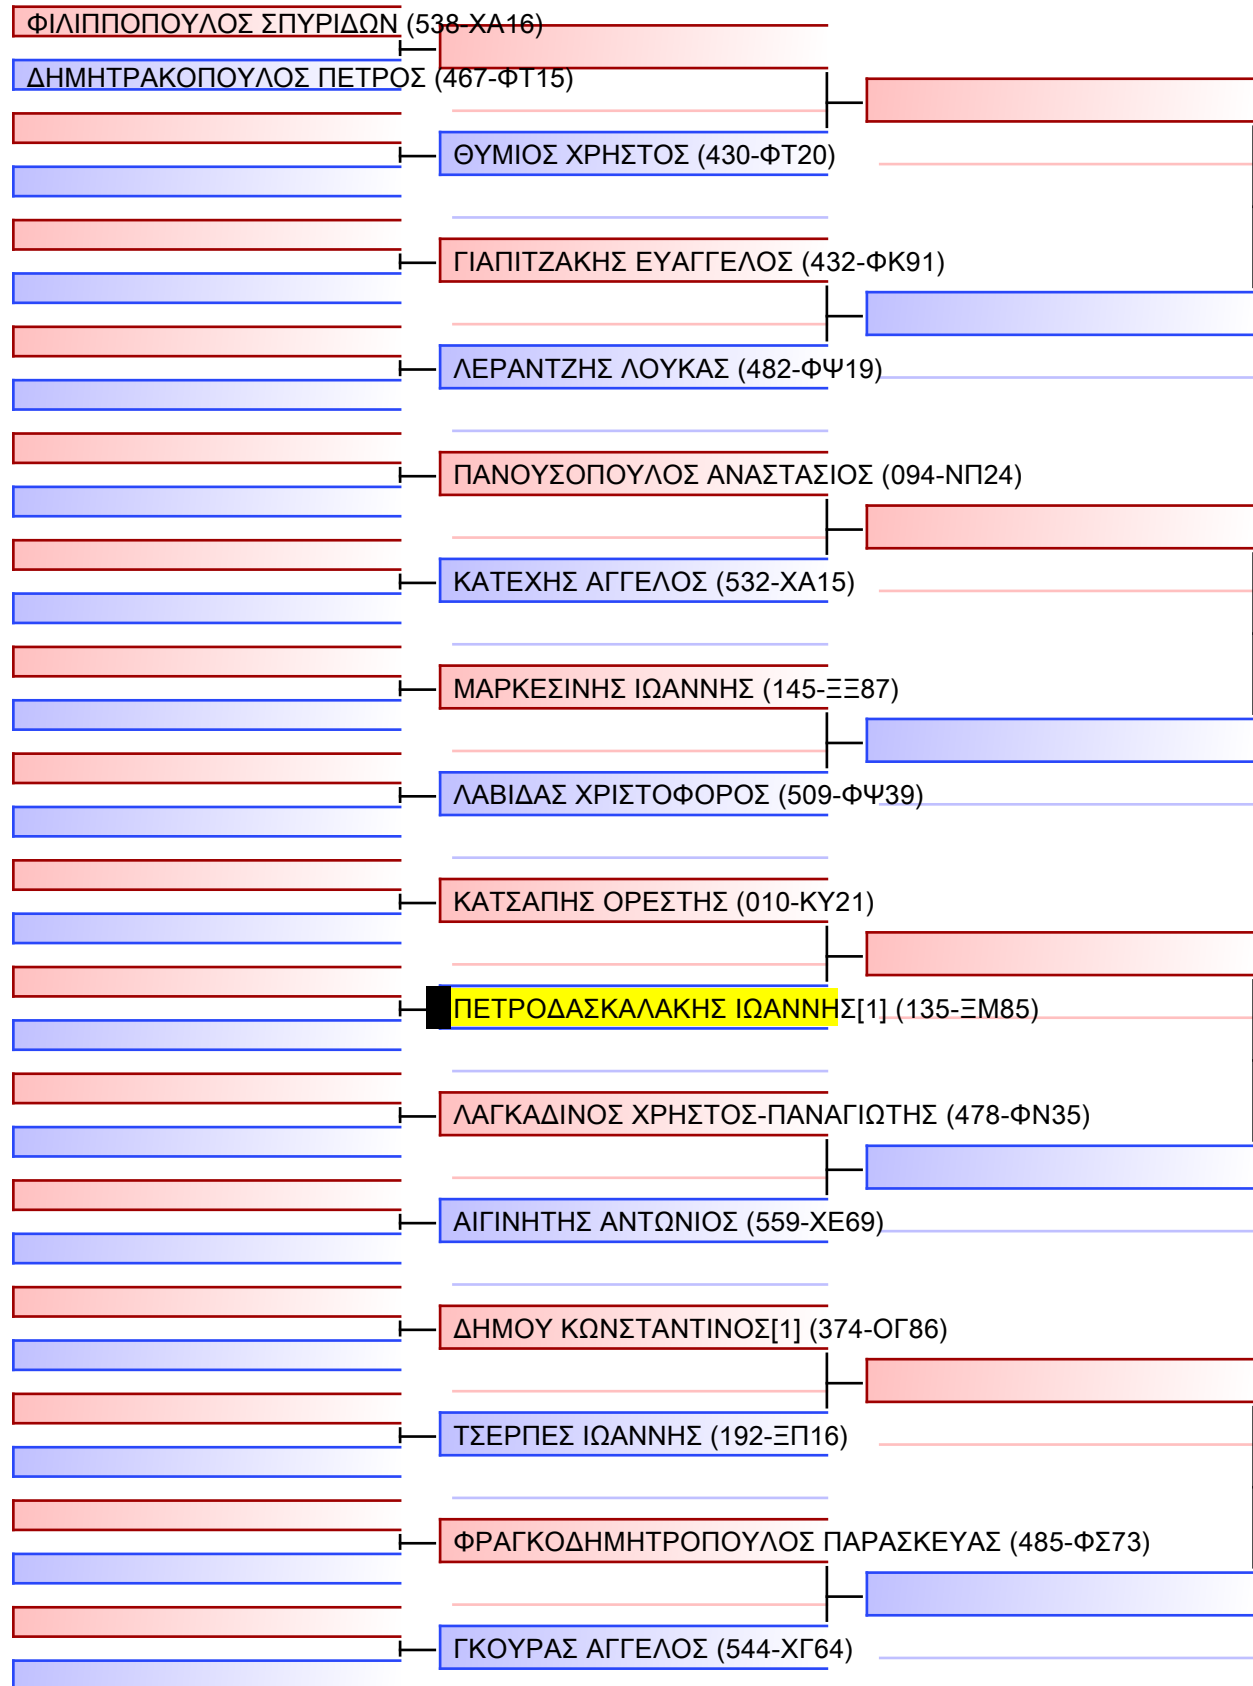 ΦΙΛΙΠΠΟΠΟΥΛΟΣ ΣΠΥΡΙΔΩΝ (538-ΧΑ16)
ΔΗΜΗΤΡΑΚΟΠΟΥΛΟΣ ΠΕΤΡΟΣ (467-ΦΤ15)
ΘΥΜΙΟΣ ΧΡΗΣΤΟΣ (430-ΦΤ20)
ΓΙΑΠΙΤΖΑΚΗΣ ΕΥΑΓΓΕΛΟΣ (432-ΦΚ91)
ΛΕΡΑΝΤΖΗΣ ΛΟΥΚΑΣ (482-ΦΨ19)
ΠΑΝΟΥΣΟΠΟΥΛΟΣ ΑΝΑΣΤΑΣΙΟΣ (094-ΝΠ24)
ΚΑΤΕΧΗΣ ΑΓΓΕΛΟΣ (532-ΧΑ15)
ΜΑΡΚΕΣΙΝΗΣ ΙΩΑΝΝΗΣ (145-ΞΞ87)
ΛΑΒΙΔΑΣ ΧΡΙΣΤΟΦΟΡΟΣ (509-ΦΨ39)
ΚΑΤΣΑΠΗΣ ΟΡΕΣΤΗΣ (010-ΚΥ21)
ΠΕΤΡΟΔΑΣΚΑΛΑΚΗΣ ΙΩΑΝΝΗΣ[1] (135-ΞΜ85)
ΛΑΓΚΑΔΙΝΟΣ ΧΡΗΣΤΟΣ-ΠΑΝΑΓΙΩΤΗΣ (478-ΦΝ35)
ΑΙΓΙΝΗΤΗΣ ΑΝΤΩΝΙΟΣ (559-ΧΕ69)
ΔΗΜΟΥ ΚΩΝΣΤΑΝΤΙΝΟΣ[1] (374-ΟΓ86)
ΤΣΕΡΠΕΣ ΙΩΑΝΝΗΣ (192-ΞΠ16)
ΦΡΑΓΚΟΔΗΜΗΤΡΟΠΟΥΛΟΣ ΠΑΡΑΣΚΕΥΑΣ (485-ΦΣ73)
ΓΚΟΥΡΑΣ ΑΓΓΕΛΟΣ (544-ΧΓ64)